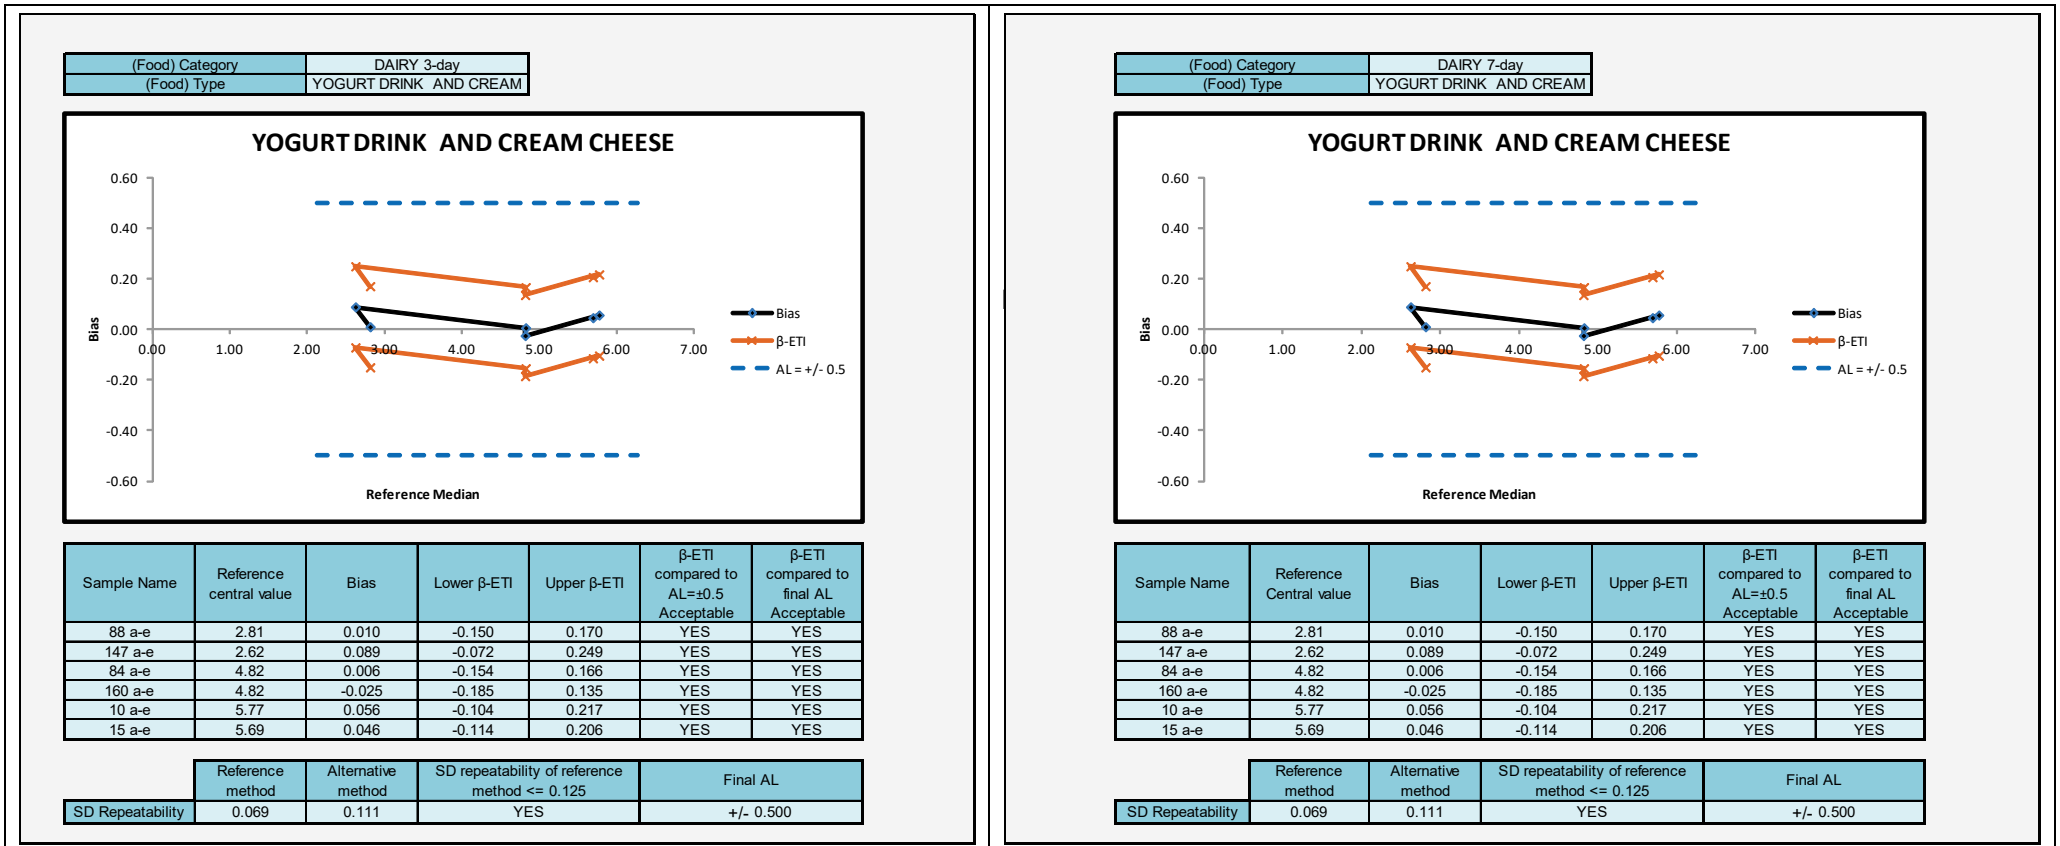 (Food) Category DAIRY 3-day
(Food) Type YOGURT DRINK AND CREAM
YOGURT DRINK AND CREAM CHEESE
0.60
0.40
0.20
0.00
-0.20
-0.40
-0.60
0.00 1.00 2.00 3.00 4.00 5.00 6.00 7.00
Bias
Reference Median
Bias
β-ETI
AL = +/- 0.5
Sample Name Reference central value Bias Lower β-ETI Upper β-ETI β-ETI compared to AL=±0.5 Acceptable β-ETI compared to final AL Acceptable
88 a-e 2.81 0.010 -0.150 0.170 YES YES
147 a-e 2.62 0.089 -0.072 0.249 YES YES
84 a-e 4.82 0.006 -0.154 0.166 YES YES
160 a-e 4.82 -0.025 -0.185 0.135 YES YES
10 a-e 5.77 0.056 -0.104 0.217 YES YES
15 a-e 5.69 0.046 -0.114 0.206 YES YES
Reference method Alternative method SD repeatability of reference method <= 0.125 Final AL
SD Repeatability 0.069 0.111 YES +/- 0.500
(Food) Category DAIRY 7-day
(Food) Type YOGURT DRINK AND CREAM
YOGURT DRINK AND CREAM CHEESE
0.60
0.40
0.20
0.00
-0.20
-0.40
-0.60
0.00 1.00 2.00 3.00 4.00 5.00 6.00 7.00
Bias
Reference Median
Bias
β-ETI
AL = +/- 0.5
Sample Name Reference Central value Bias Lower β-ETI Upper β-ETI β-ETI compared to AL=±0.5 Acceptable β-ETI compared to final AL Acceptable
88 a-e 2.81 0.010 -0.150 0.170 YES YES
147 a-e 2.62 0.089 -0.072 0.249 YES YES
84 a-e 4.82 0.006 -0.154 0.166 YES YES
160 a-e 4.82 -0.025 -0.185 0.135 YES YES
10 a-e 5.77 0.056 -0.104 0.217 YES YES
15 a-e 5.69 0.046 -0.114 0.206 YES YES
Reference method Alternative method SD repeatability of reference method <= 0.125 Final AL
SD Repeatability 0.069 0.111 YES +/- 0.500